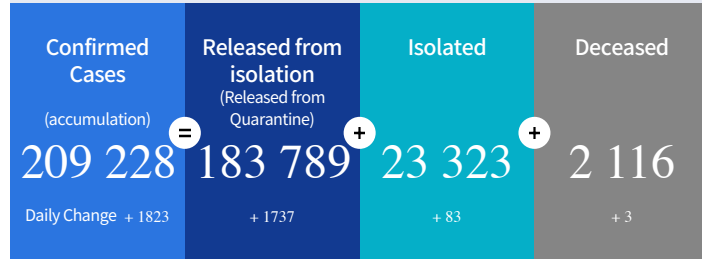 Confirmed
Cases
(accumulation)
209 228
Daily Change + 1823
=
Released from
isolation
(Released from
Quarantine)
183 789
+ 1737
+
Isolated
23 323
+ 83
+
Deceased
2 116
+ 3